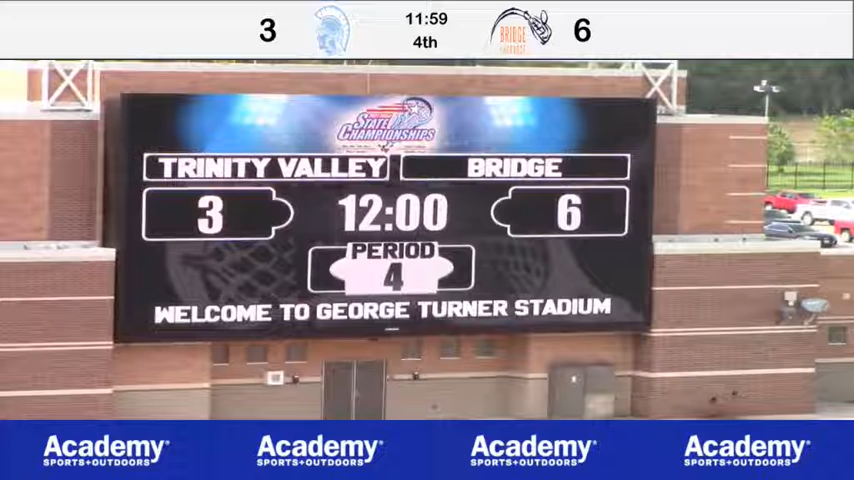 3 11:59 6
4th
BRIDGE
LACROSSE
STATE
CHAMPIONSHIPS
TRINITY VALLEY BRIDGE
3 12:00 6
PERIOD
4
WELCOME TO GEORGE TURNER STADIUM
Academy Academy Academy Academy
SPORTS+OUTDOORS SPORTS+OUTDOORS SPORTS+OUTDOORS SPORTS+OUTDOORS